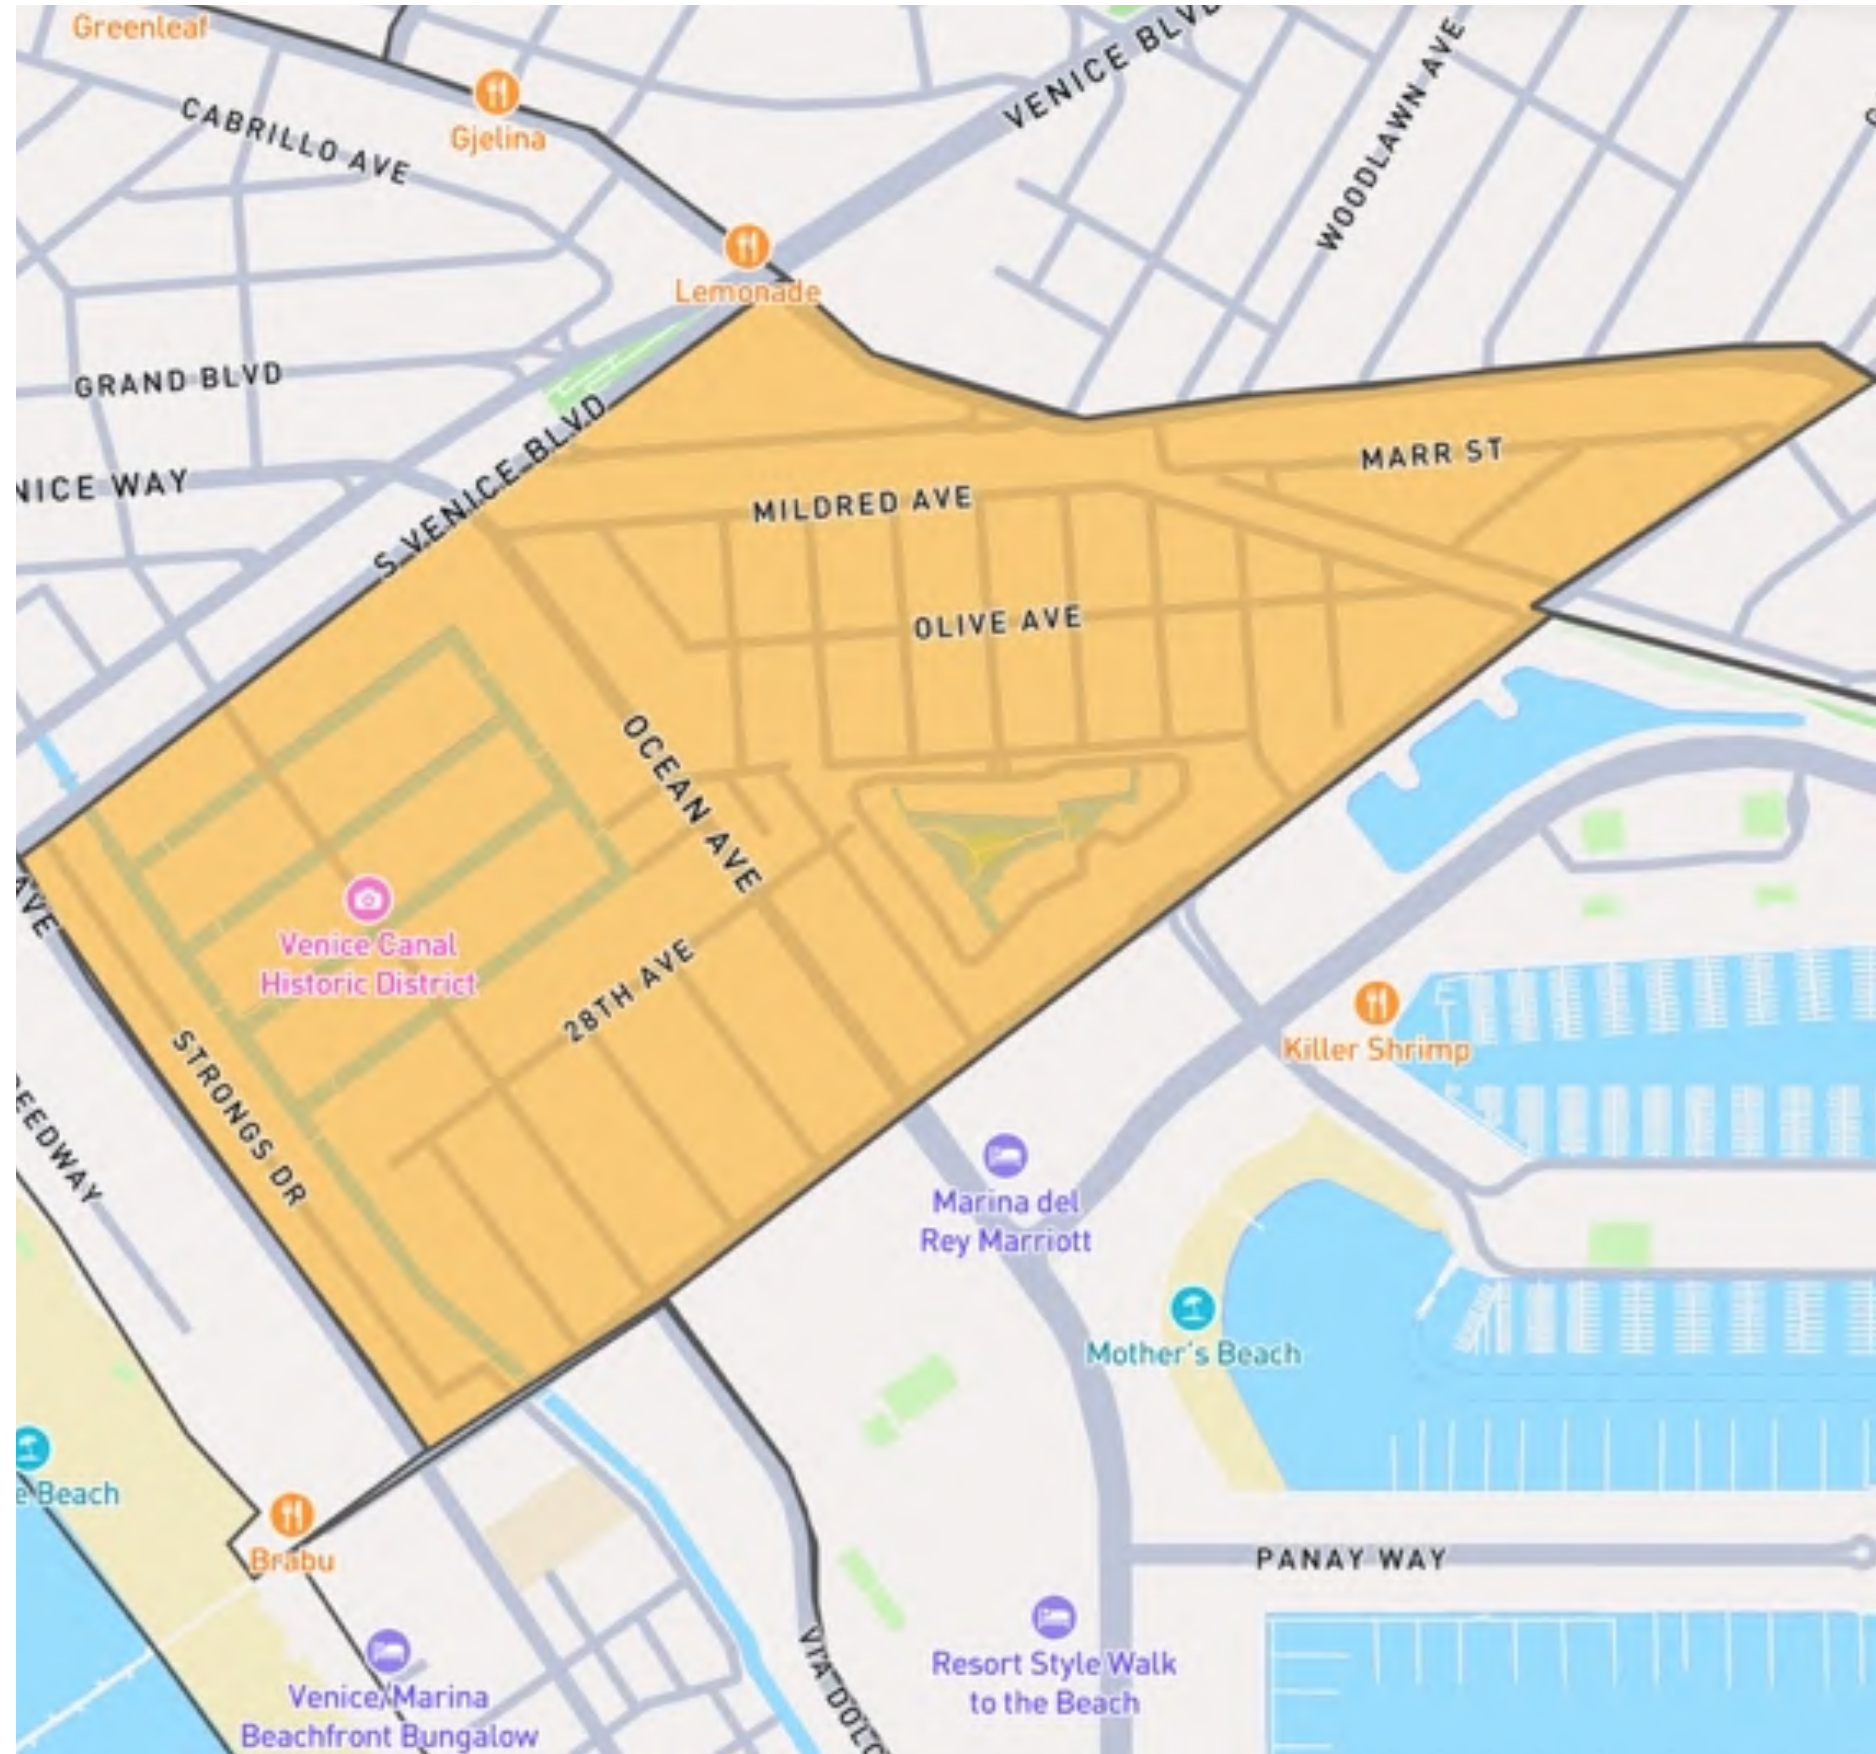 Greenleaf
VENICE BLVD
WOODLAWN AVE
CABRILLO AVE
Gjelina
Lemonade
GRAND BLVD
S VENICE BLVD
NICE WAY
MARR ST
MILDRED AVE
OLIVE AVE
OCEAN AVE
AVE
Venice Canal
Historic District
28TH AVE
STRONGS DR
EEDWAY
Killer Shrimp
Marina del
Rey Marriott
Mother's Beach
e Beach
Brabu
PANAY WAY
VIA DOLC
Resort Style Walk
to the Beach
Venice/Marina
Beachfront Bungalow